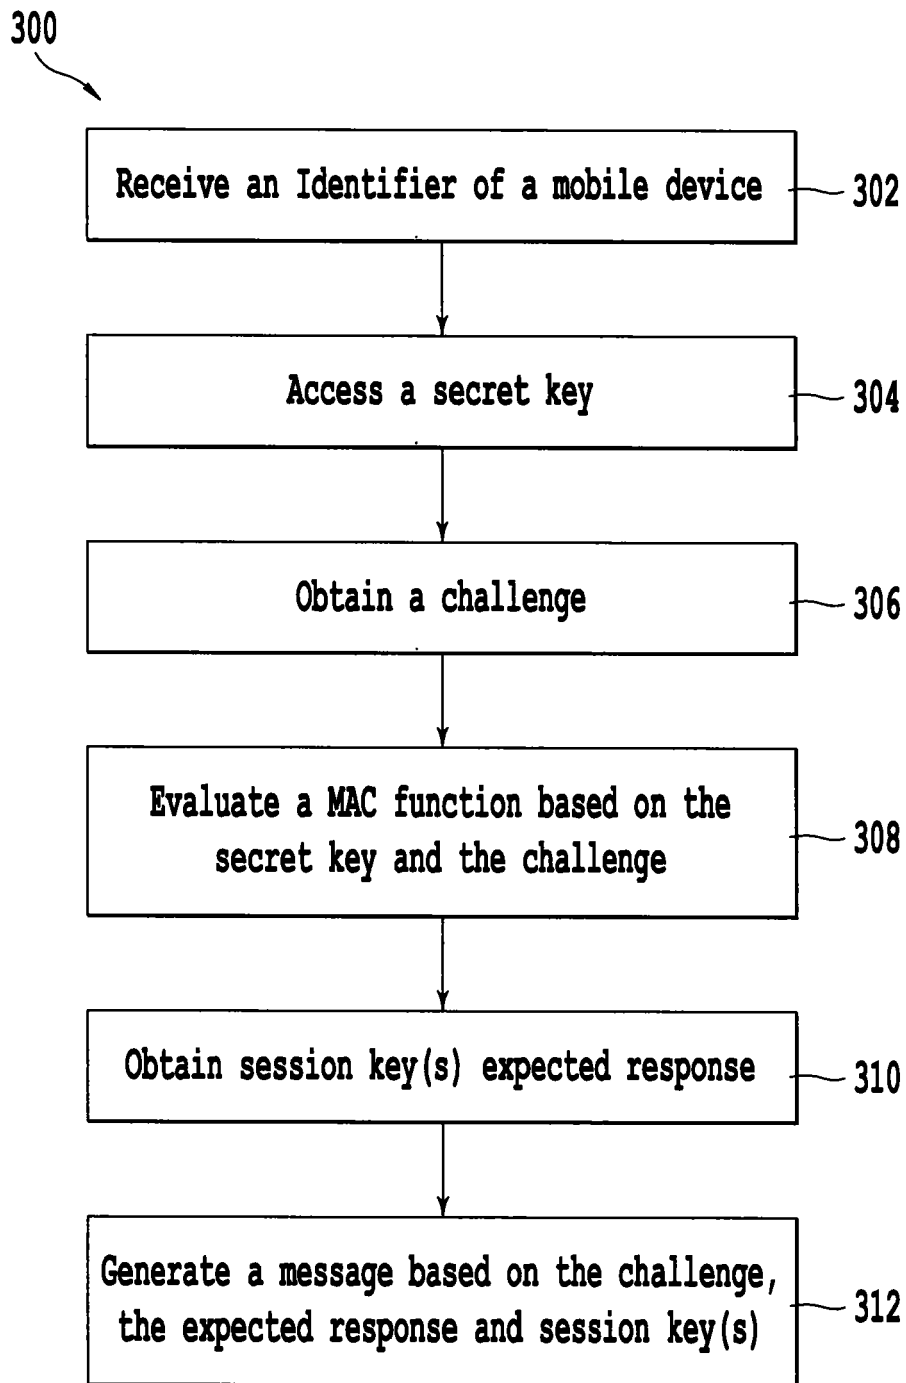 300
Receive an Identifier of a mobile device
302
Access a secret key
304
Obtain a challenge
306
Evaluate a MAC function based on the
secret key and the challenge
308
Obtain session key(s) expected response
310
Generate a message based on the challenge,
the expected response and session key(s)
312